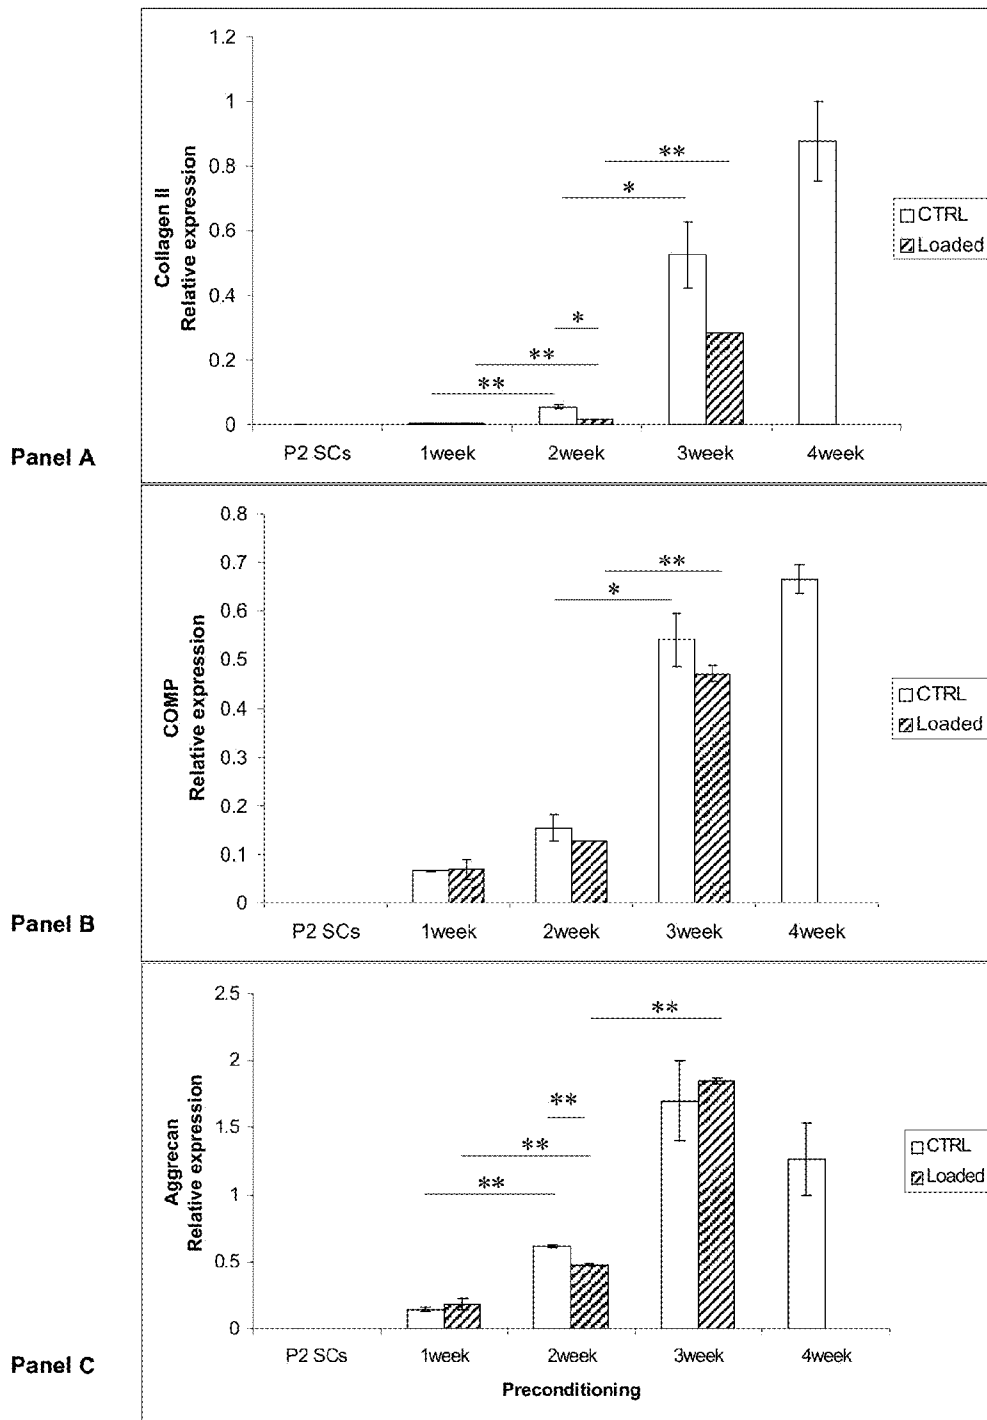 Panel A
Collagen II
Relative expression
1.2
1
0.8
0.6
0.4
0.2
0
**
*
*
**
**
P2 SCs 1week 2week 3week 4week
CTRL
Loaded
Panel B
COMP
Relative expression
0.8
0.7
0.6
0.5
0.4
0.3
0.2
0.1
0
**
*
P2 SCs 1week 2week 3week 4week
CTRL
Loaded
Panel C
Aggrecan
Relative expression
2.5
2
1.5
1
0.5
0
**
**
**
**
P2 SCs 1week 2week 3week 4week
Preconditioning
CTRL
Loaded